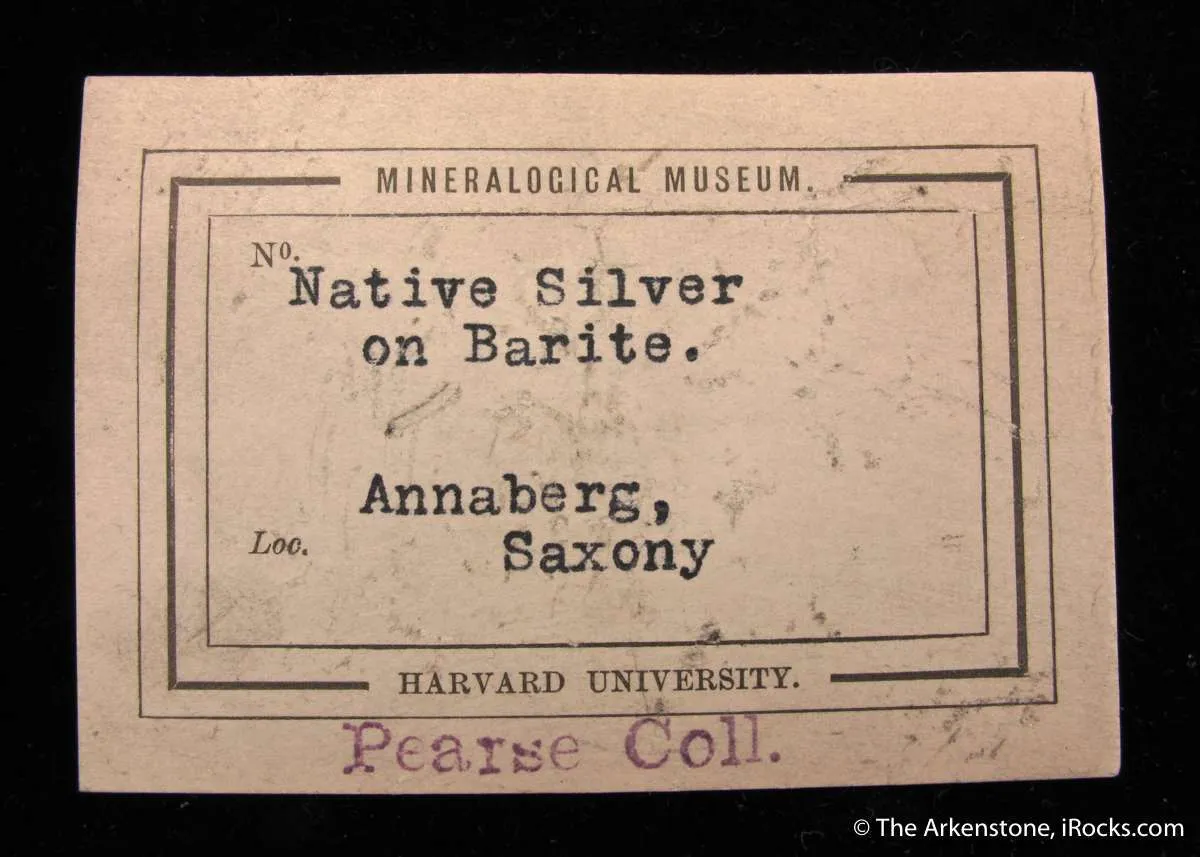 MINERALOGICAL MUSEUM.
Nº.
Native Silver
on Barite.
Annaberg,
Loc.
Saxony
HARVARD UNIVERSITY.
Pearse Coll.
© The Arkenstone, iRocks.com